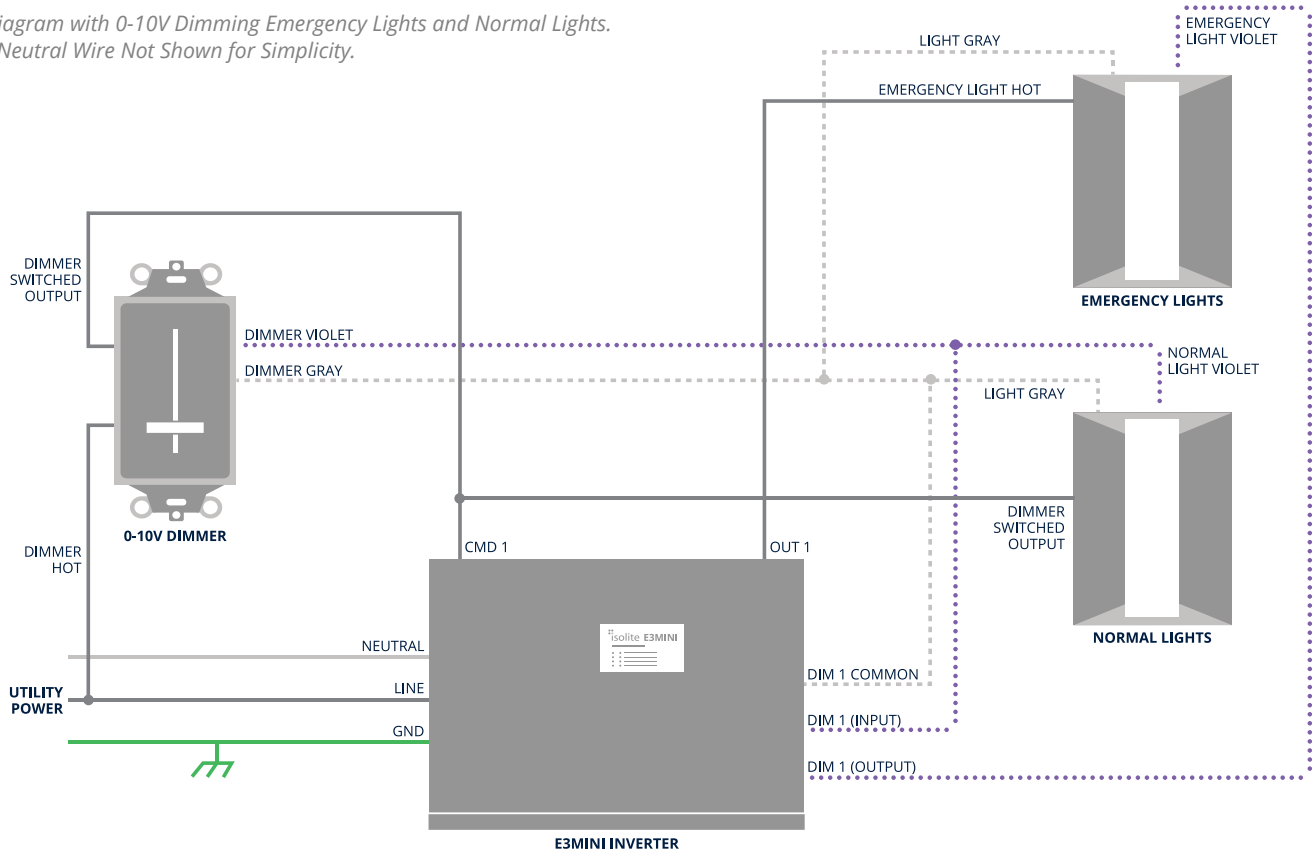 iagram with 0-10V Dimming Emergency Lights and Normal Lights.
Neutral Wire Not Shown for Simplicity.
EMERGENCY
LIGHT VIOLET
LIGHT GRAY
EMERGENCY LIGHT HOT
DIMMER
SWITCHED
OUTPUT
EMERGENCY LIGHTS
DIMMER VIOLET
DIMMER GRAY
NORMAL
LIGHT VIOLET
LIGHT GRAY
0-10V DIMMER
DIMMER
HOT
CMD 1
OUT 1
DIMMER
SWITCHED
OUTPUT
isolite E3MINI
NORMAL LIGHTS
NEUTRAL
DIM 1 COMMON
UTILITY
POWER
LINE
DIM 1 (INPUT)
GND
DIM 1 (OUTPUT)
E3MINI INVERTER